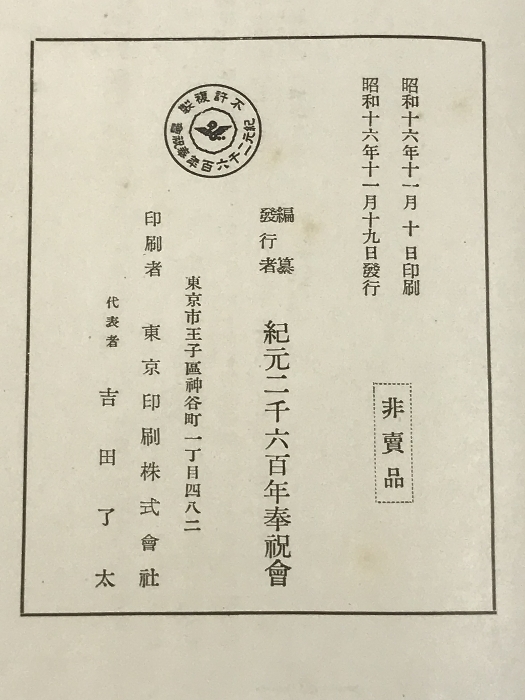 昭和十六年十一月十日印刷
昭和十六年十一月十九日發行
非賣品
編纂
發行者
紀元二千六百年奉祝會
不許複製
紀元二千六百年奉祝會
東京市王子區神谷町一丁目四八二
印刷者 東京印刷株式會社
代表者 吉田了太